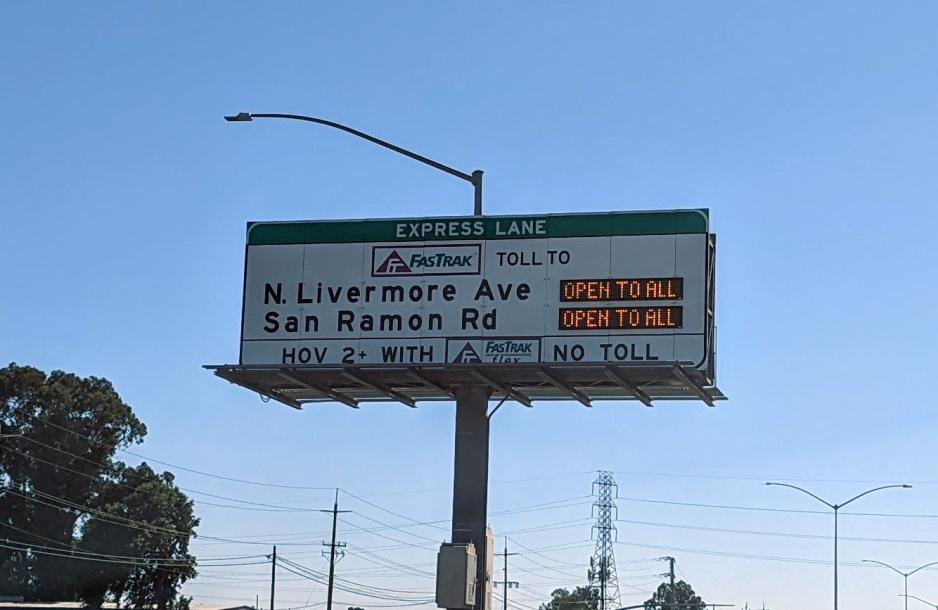 EXPRESS LANE
FASTRAK TOLL TO
N. Livermore Ave OPEN TO ALL
San Ramon Rd OPEN TO ALL
HOV 2+ WITH FASTRAK flex NO TOLL